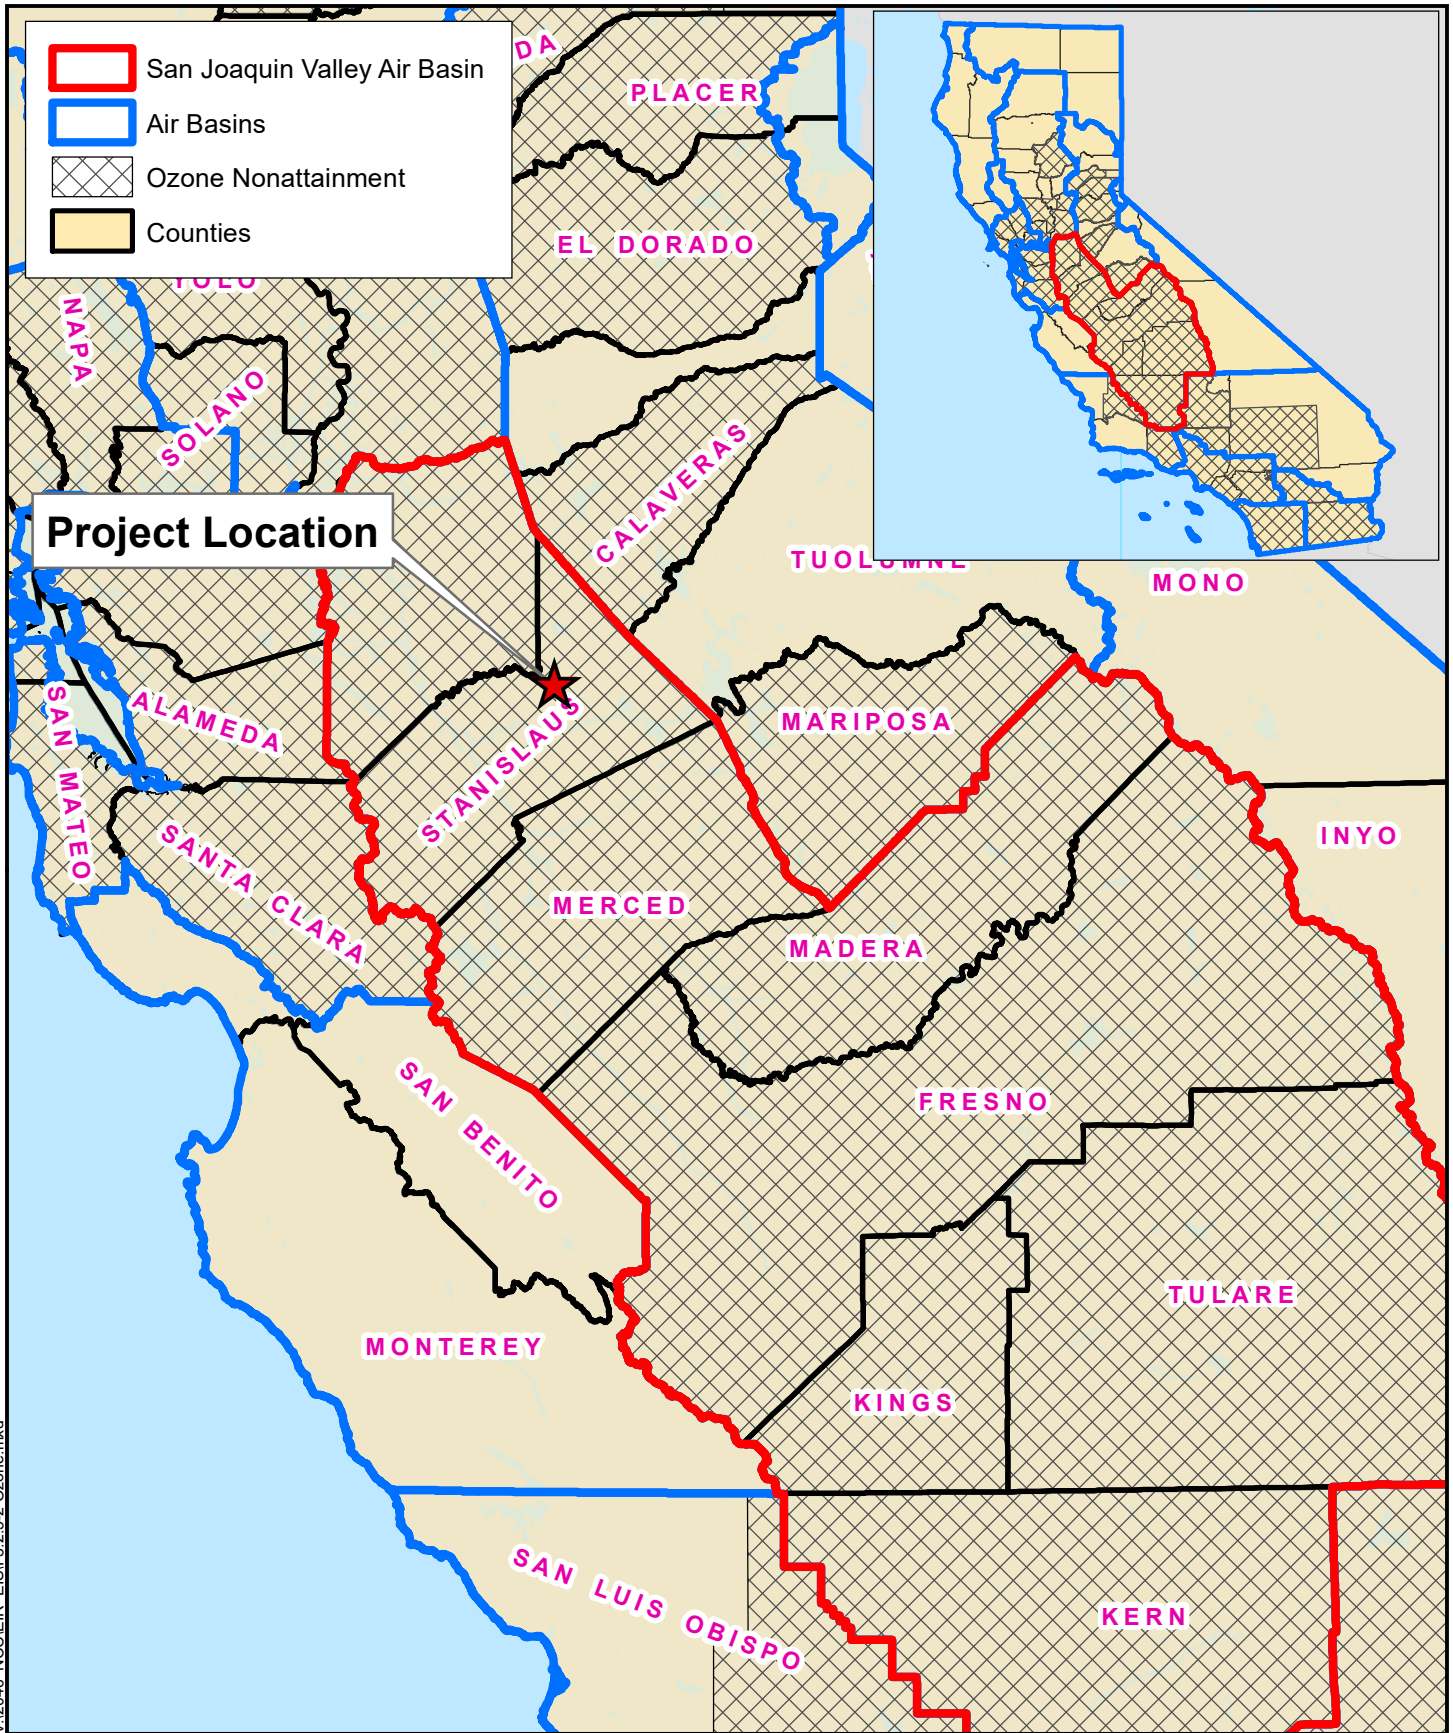 San Joaquin Valley Air Basin
Air Basins
Ozone Nonattainment
Counties
DA
PLACER
EL DORADO
YOLO
NAPA
SOLANO
CALAVERAS
Project Location
TUOLUMNE
MONO
SAN MATEO
ALAMEDA
STANISLAUS
MARIPOSA
INYO
SANTA CLARA
MERCED
MADERA
SAN BENITO
FRESNO
TULARE
MONTEREY
KINGS
SAN LUIS OBISPO
KERN